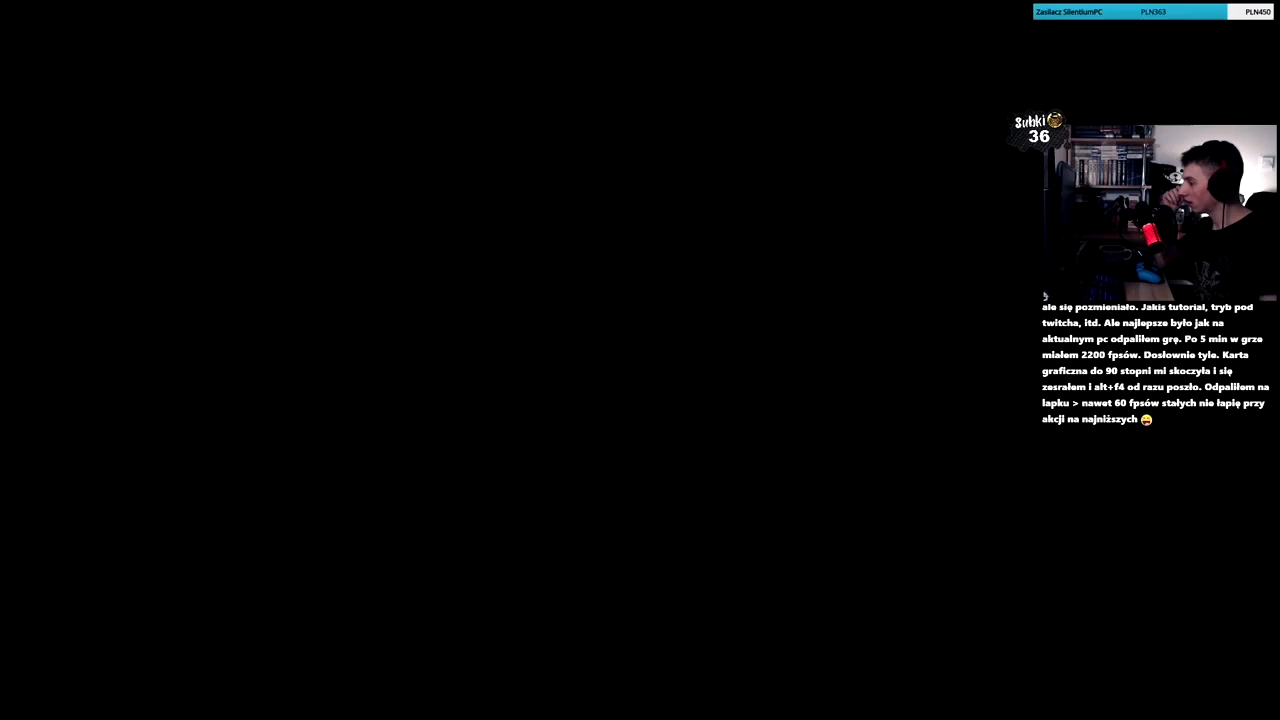 Zasilacz SilentiumPC PLN363 PLN450
Subki
36
ale się pozmieniało. Jakis tutorial, tryb pod
twitcha, itd. Ale najlepsze było jak na
aktualnym pc odpaliłem grę. Po 5 min w grze
miałem 2200 fpsów. Dosłownie tyle. Karta
graficzna do 90 stopni mi skoczyła i się
zesrałem i alt+f4 od razu poszło. Odpaliłem na
lapku > nawet 60 fpsów stałych nie łapię przy
akcji na najniższych 😝